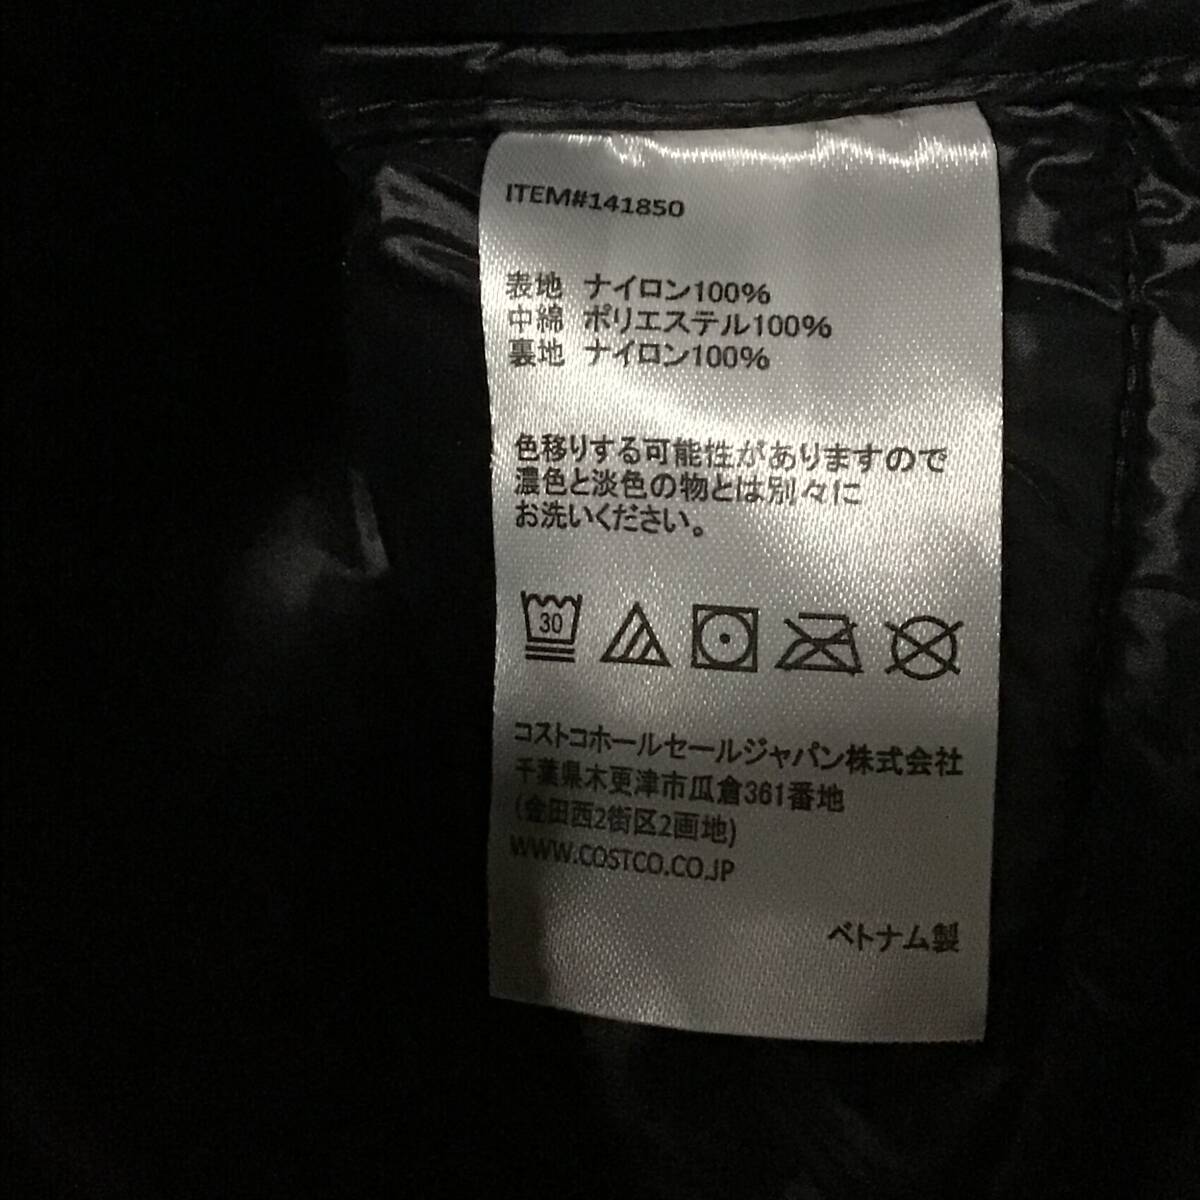 ITEM#141850
表地 ナイロン100%
中綿 ポリエステル100%
裏地 ナイロン100%
色移りする可能性がありますので
濃色と淡色の物とは別々に
お洗いください。
30
コストコホールセールジャパン株式会社
千葉県木更津市瓜倉361番地
(金田西2街区2画地)
WWW.COSTCO.CO.JP
ベトナム製